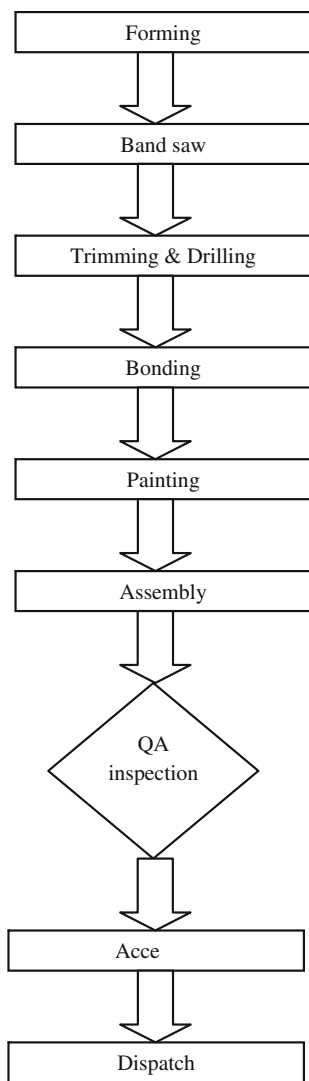 Forming
Band saw
Trimming & Drilling
Bonding
Painting
Assembly
QA
inspection
Acce
Dispatch